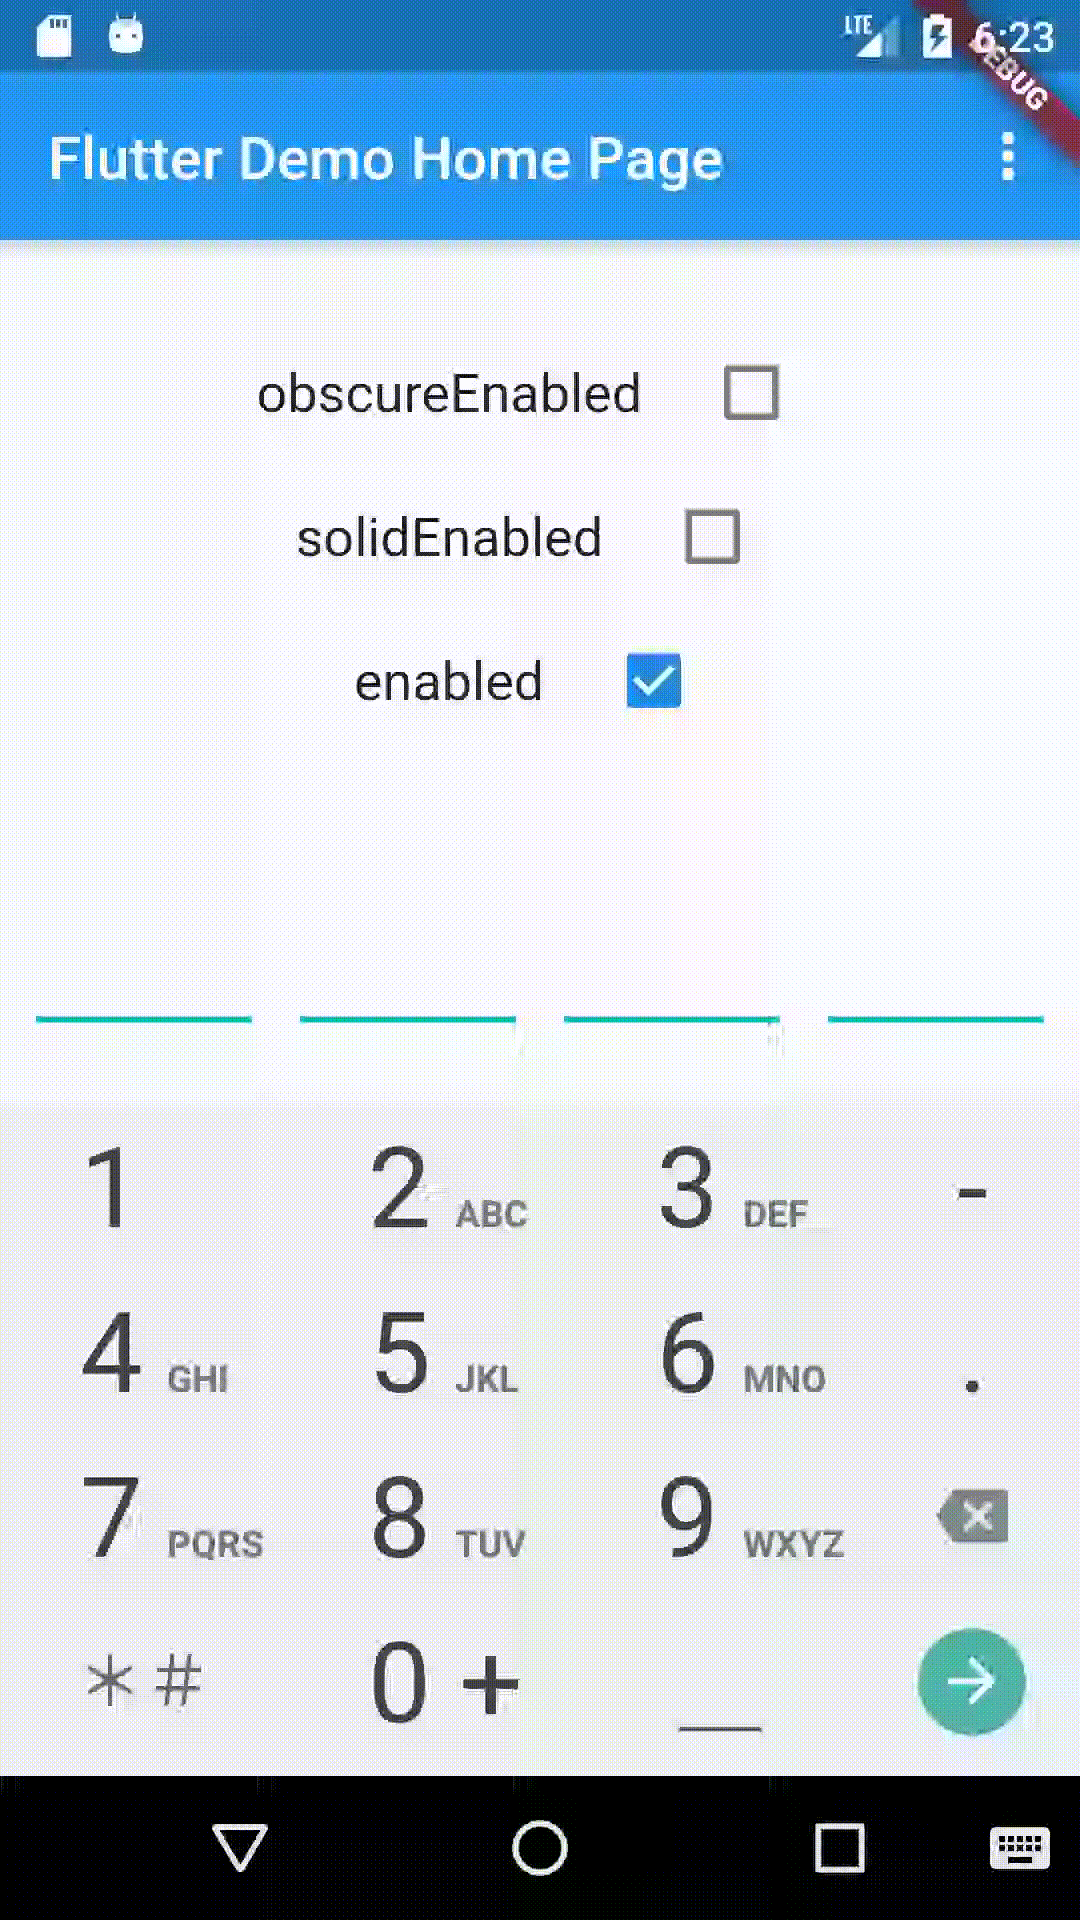 LTE 6:23
DEBUG
Flutter Demo Home Page
obscureEnabled
solidEnabled
enabled
1 2 ABC 3 DEF -
4 GHI 5 JKL 6 MNO .
7 PQRS 8 TUV 9 WXYZ
* # 0 + _